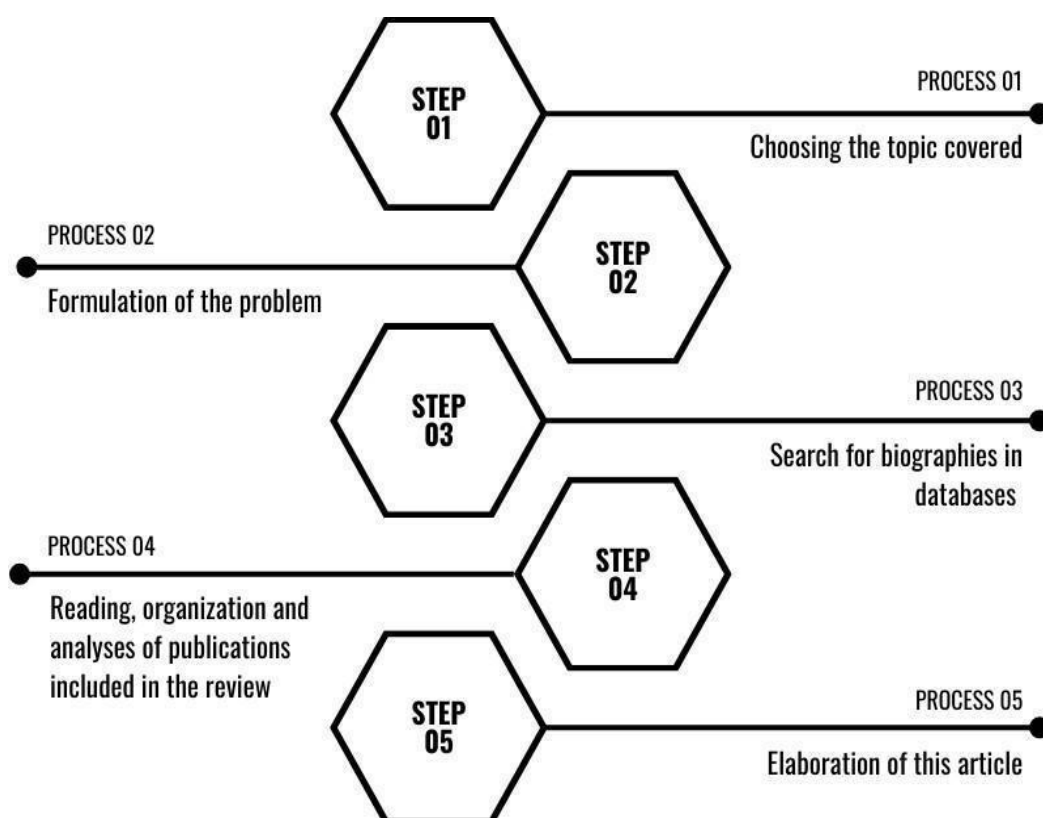 STEP
01
PROCESS 01
Choosing the topic covered
PROCESS 02
Formulation of the problem
STEP
02
STEP
03
PROCESS 03
Search for biographies in
databases
PROCESS 04
Reading, organization and
analyses of publications
included in the review
STEP
04
STEP
05
PROCESS 05
Elaboration of this article